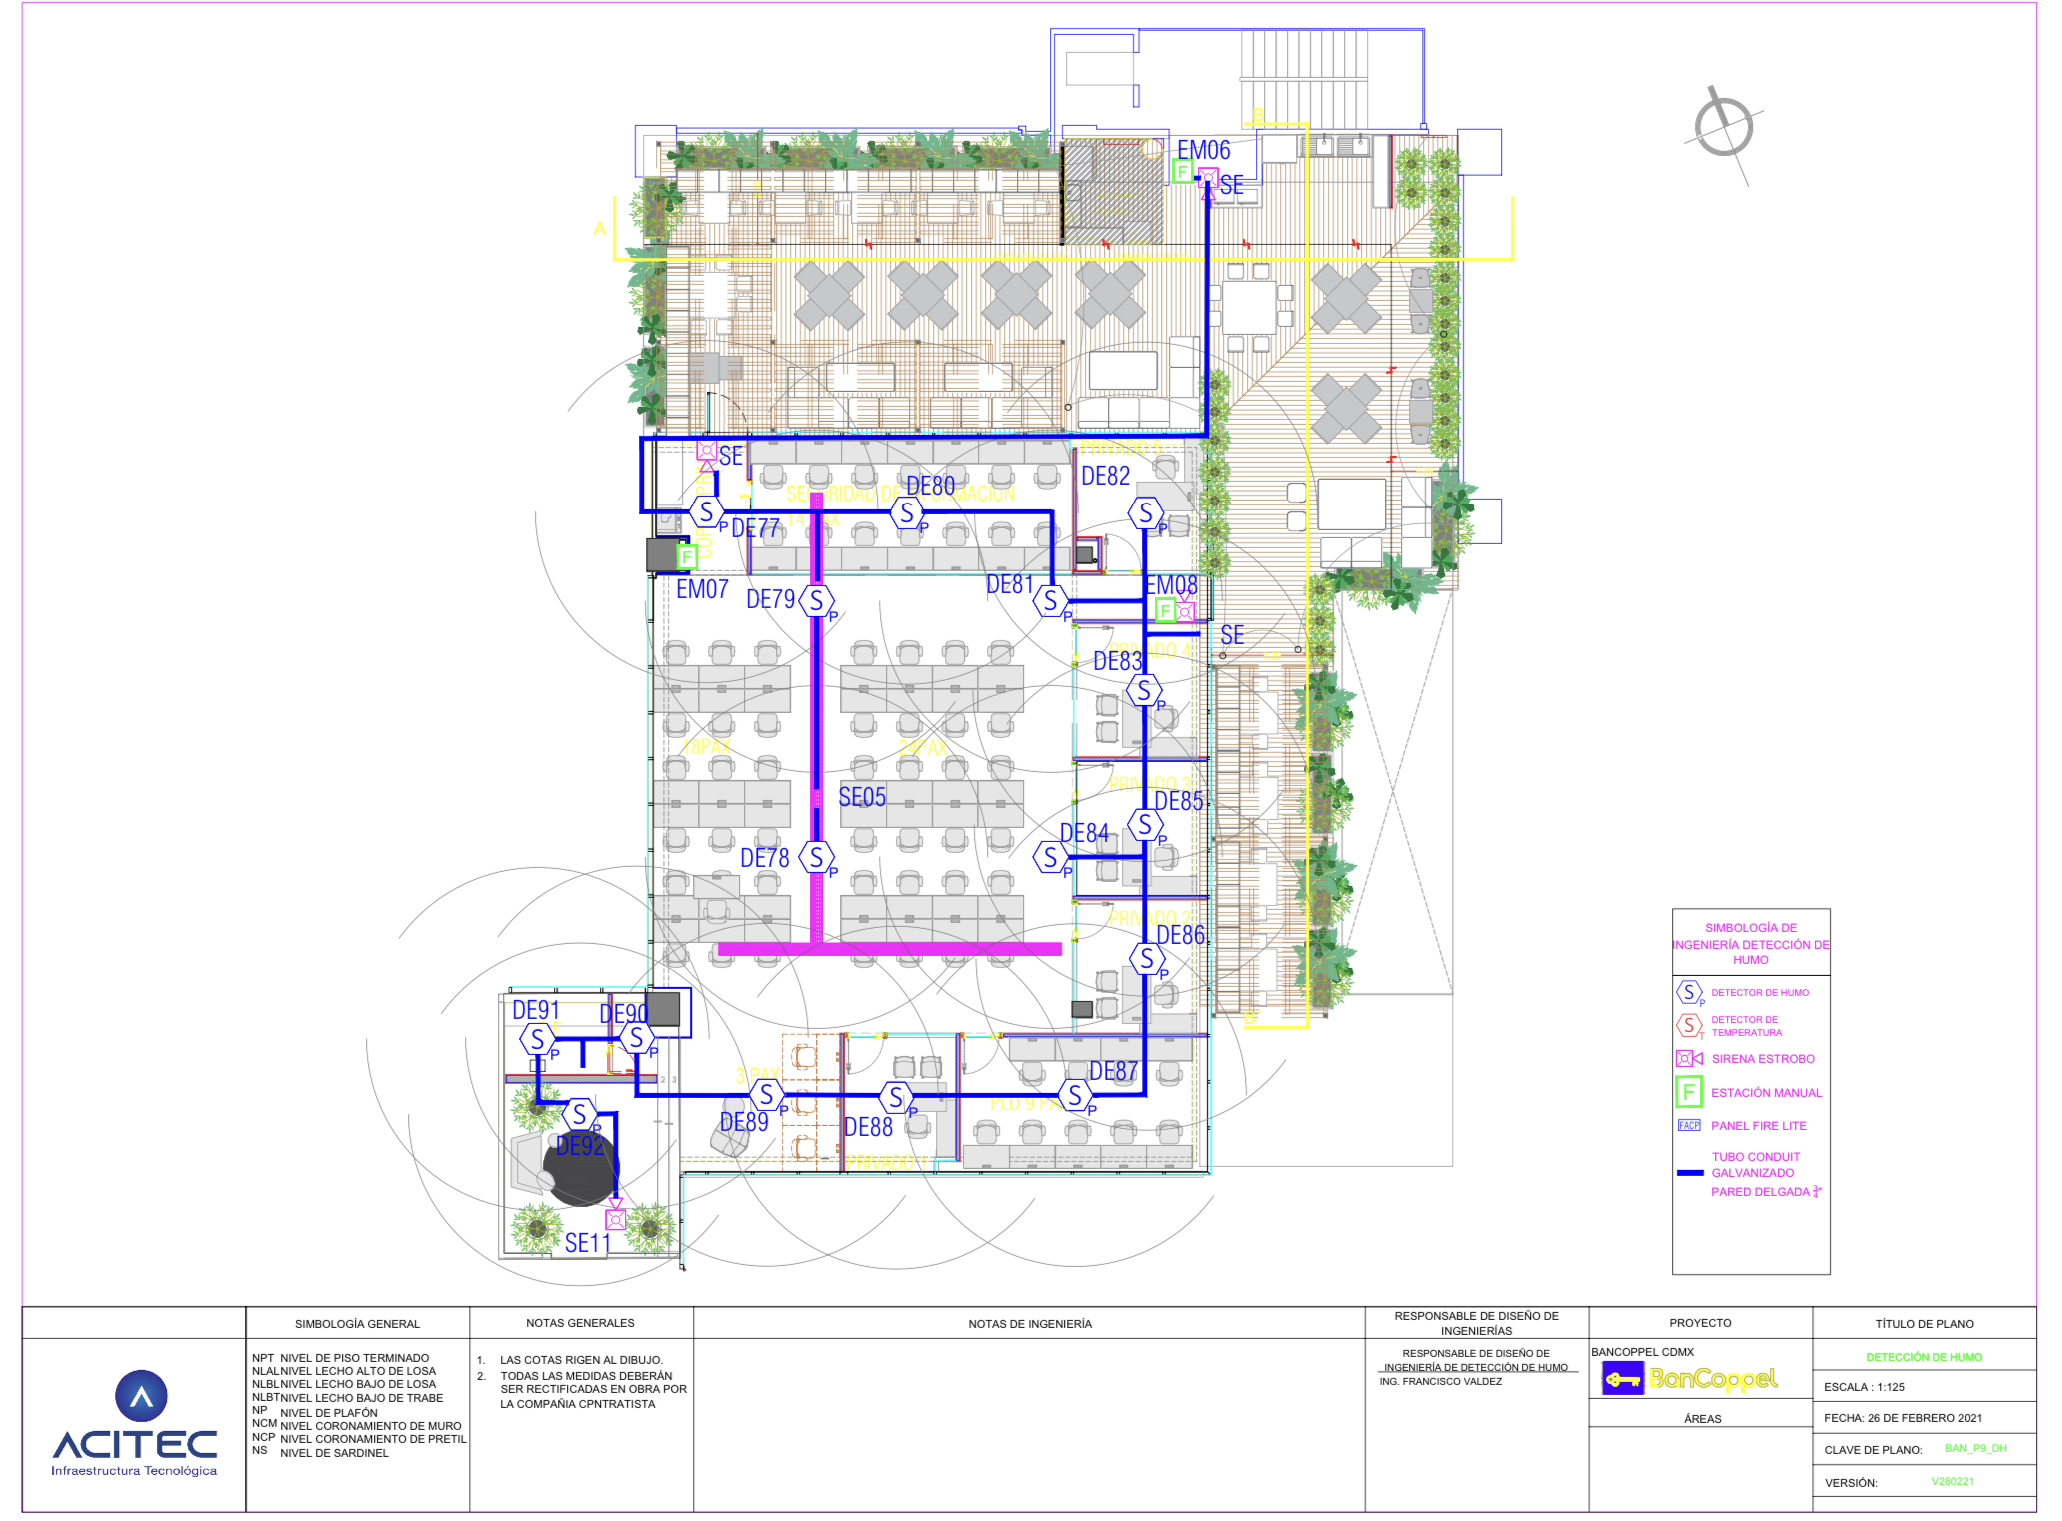 B
EM06
F
SE
A
SE
PRIVADO 5
DE82
DE80
SEGURIDAD DE INFORMACION
S P
S P
S P
DE77
F
EM07
DE79
S P
DE81
S P
EM08
F
SE
PRIVADO 4
DE83
S P
18PAX
24PAX
PRIVADO 3
SE05
DE85
S P
DE84
DE78
S P
S P
PRIVADO 2
DE86
S P
DE91
DE90
S P
S P
B'
2 3
3 PAX
DE87
S P
S P
S P
PLD 9 PAX
DE89
DE88
S P
DE92
PRIVADO 1
SE11
SIMBOLOGÍA DE
INGENIERÍA DETECCIÓN DE
HUMO
S P DETECTOR DE HUMO
S T DETECTOR DE
TEMPERATURA
SIRENA ESTROBO
F ESTACIÓN MANUAL
FACP PANEL FIRE LITE
TUBO CONDUIT
GALVANIZADO
PARED DELGADA 3/4"
ACITEC
Infraestructura Tecnológica
SIMBOLOGÍA GENERAL
NPT NIVEL DE PISO TERMINADO
NLAL NIVEL LECHO ALTO DE LOSA
NLBL NIVEL LECHO BAJO DE LOSA
NLBT NIVEL LECHO BAJO DE TRABE
NP NIVEL DE PLAFÓN
NCM NIVEL CORONAMIENTO DE MURO
NCP NIVEL CORONAMIENTO DE PRETIL
NS NIVEL DE SARDINEL
NOTAS GENERALES
1. LAS COTAS RIGEN AL DIBUJO.
2. TODAS LAS MEDIDAS DEBERÁN
SER RECTIFICADAS EN OBRA POR
LA COMPAÑIA CPNTRATISTA
NOTAS DE INGENIERÍA
RESPONSABLE DE DISEÑO DE
INGENIERÍAS
RESPONSABLE DE DISEÑO DE
INGENIERÍA DE DETECCIÓN DE HUMO
ING. FRANCISCO VALDEZ
PROYECTO
BANCOPPEL CDMX
BanCoppel
ÁREAS
TÍTULO DE PLANO
DETECCIÓN DE HUMO
ESCALA : 1:125
FECHA: 26 DE FEBRERO 2021
CLAVE DE PLANO: BAN_P9_DH
VERSIÓN: V260221